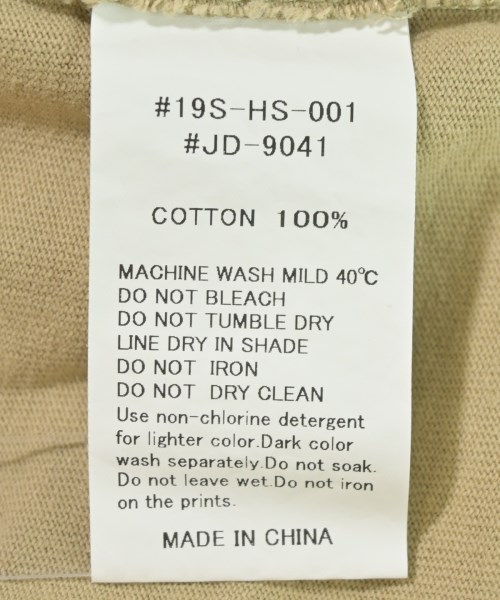 #19S-HS-001
#JD-9041
COTTON 100%
MACHINE WASH MILD 40℃
DO NOT BLEACH
DO NOT TUMBLE DRY
LINE DRY IN SHADE
DO NOT IRON
DO NOT DRY CLEAN
Use non-chlorine detergent
for lighter color.Dark color
wash separately.Do not soak.
Do not leave wet.Do not iron
on the prints.
MADE IN CHINA